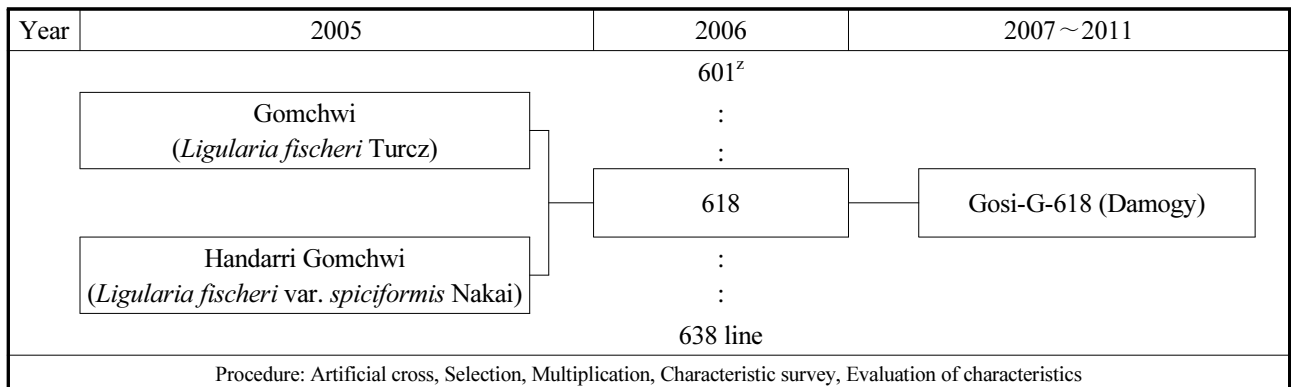 Year 2005 2006 2007～2011
601z
Gomchwi
(Ligularia fischeri Turcz)
:
:
618
Gosi-G-618 (Damogy)
Handarri Gomchwi
(Ligularia fischeri var. spiciformis Nakai)
:
:
638 line
Procedure: Artificial cross, Selection, Multiplication, Characteristic survey, Evaluation of characteristics